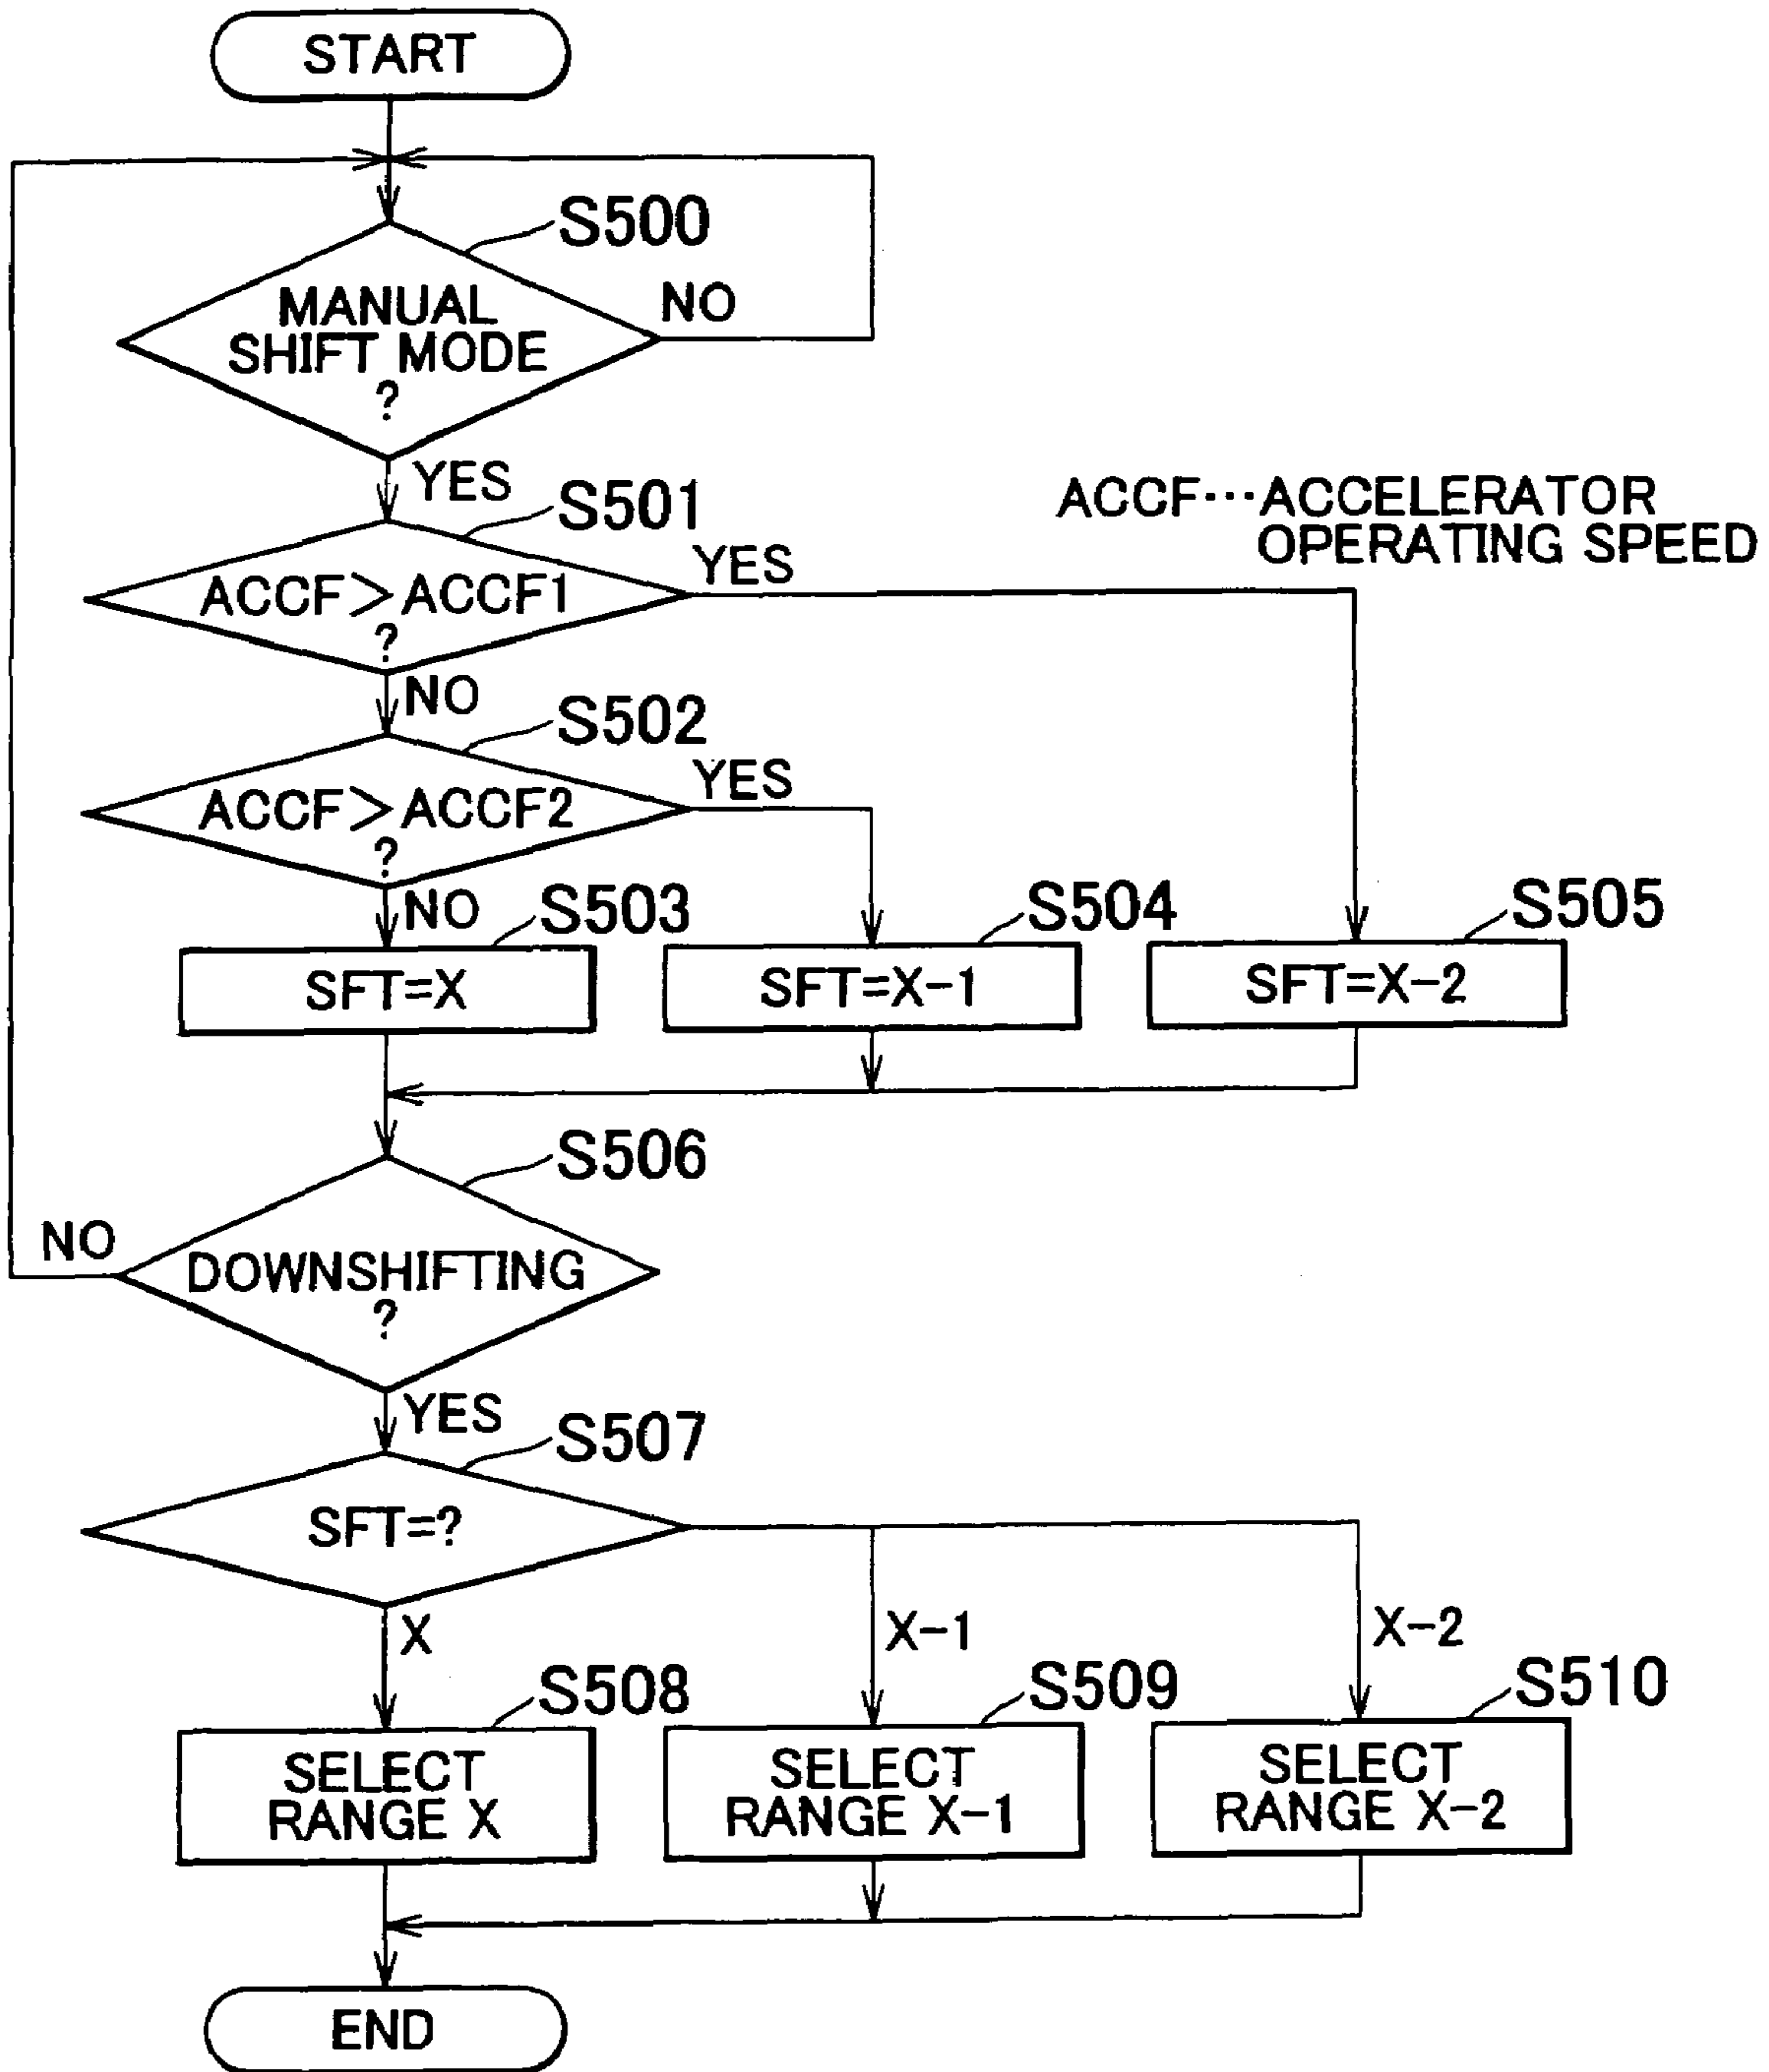 START
S500
MANUAL
SHIFT MODE
?
NO
YES
S501
ACCF···ACCELERATOR
OPERATING SPEED
ACCF>ACCF1
?
YES
NO
S502
ACCF>ACCF2
?
YES
NO
S503
S504
S505
SFT=X
SFT=X-1
SFT=X-2
S506
NO
DOWNSHIFTING
?
YES
S507
SFT=?
X
X-1
X-2
S508
S509
S510
SELECT
RANGE X
SELECT
RANGE X-1
SELECT
RANGE X-2
END